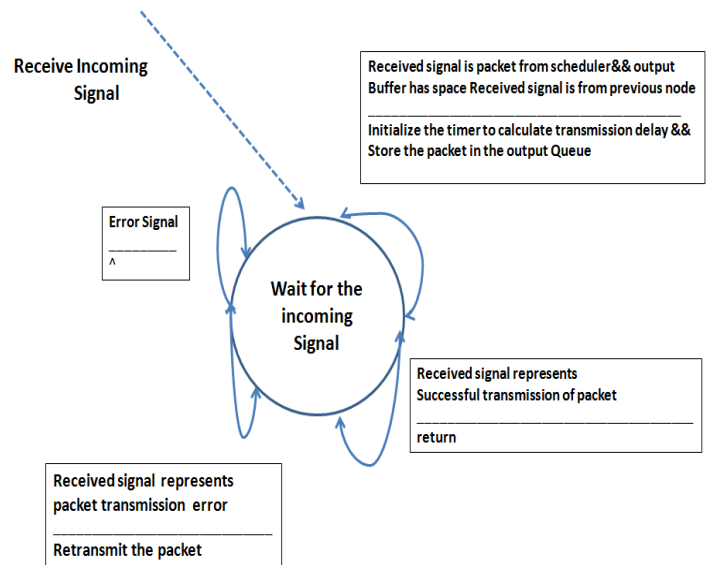 Receive Incoming
Signal
Received signal is packet from scheduler&& output
Buffer has space Received signal is from previous node
Initialize the timer to calculate transmission delay &&
Store the packet in the output Queue
Error Signal
^
Wait for the
incoming
Signal
Received signal represents
Successful transmission of packet
return
Received signal represents
packet transmission error
Retransmit the packet